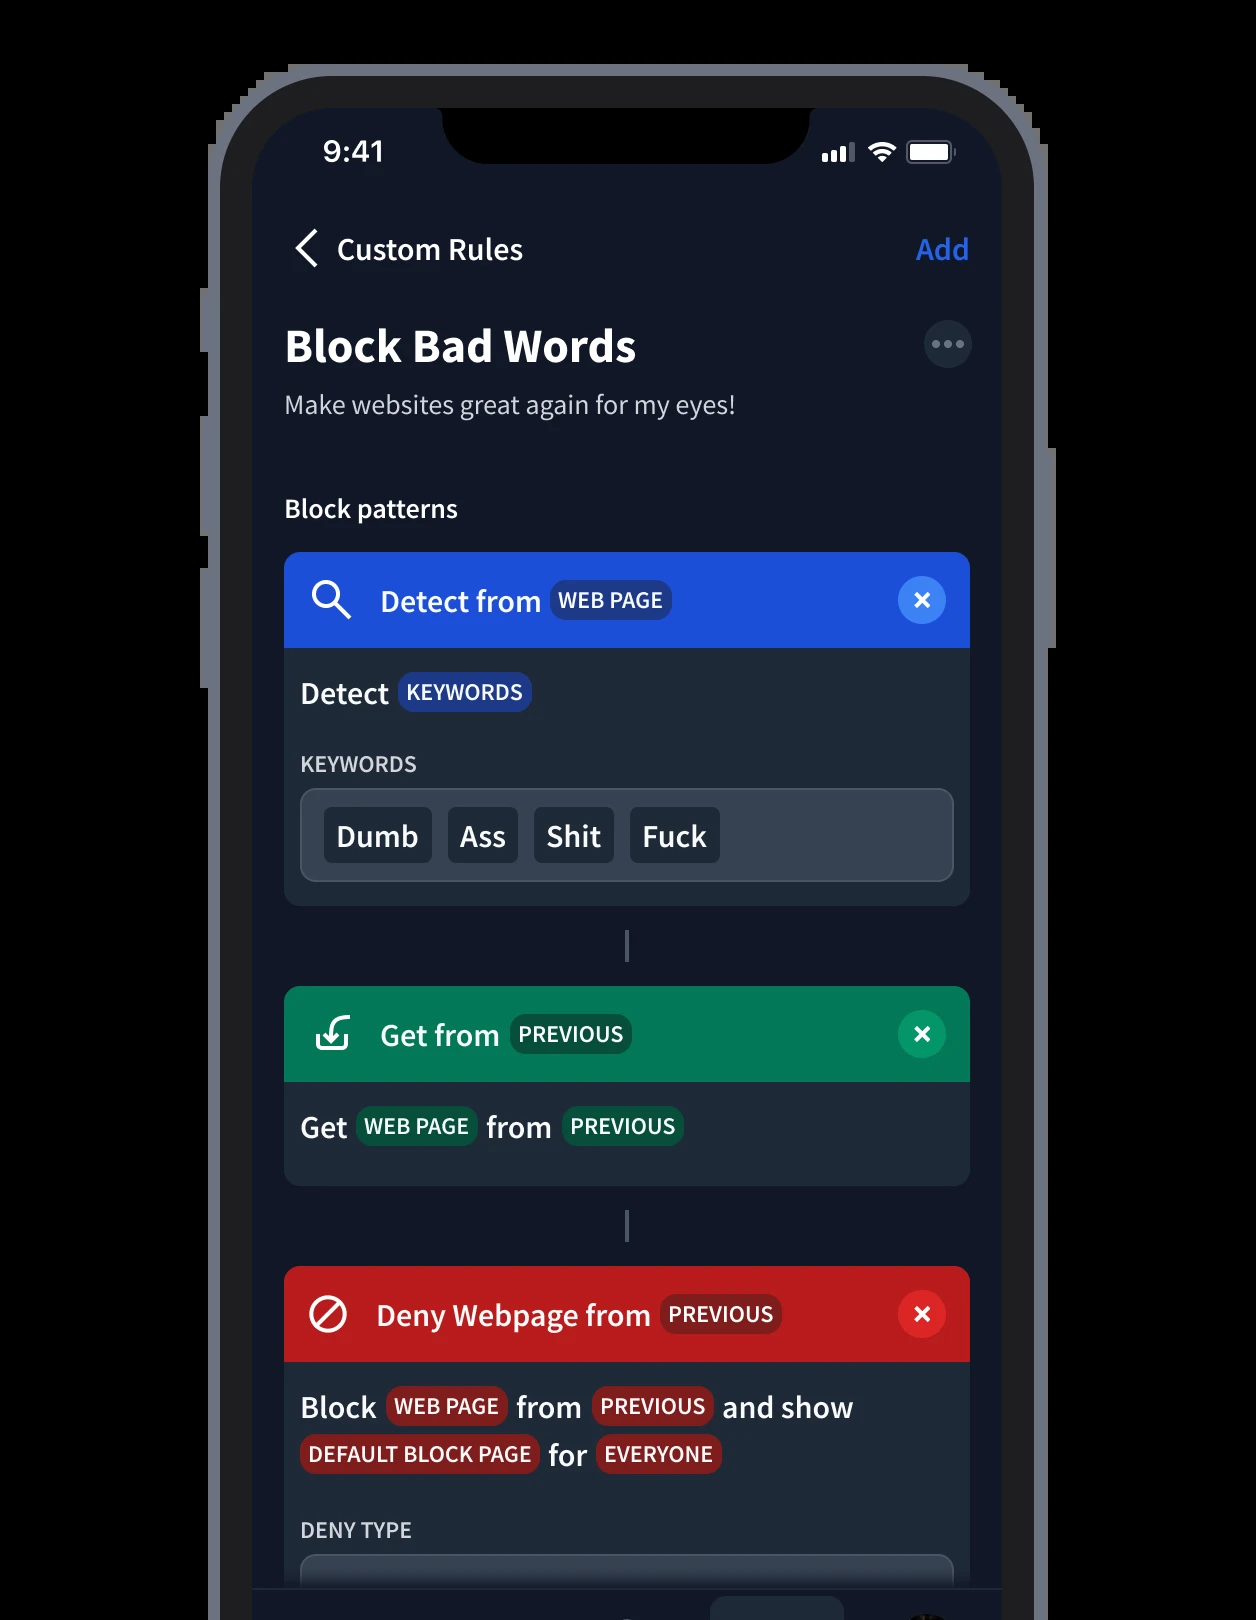 9:41
Custom Rules
Add
Block Bad Words
Make websites great again for my eyes!
Block patterns
Detect from WEB PAGE
Detect KEYWORDS
KEYWORDS
Dumb Ass Shit Fuck
Get from PREVIOUS
Get WEB PAGE from PREVIOUS
Deny Webpage from PREVIOUS
Block WEB PAGE from PREVIOUS and show
DEFAULT BLOCK PAGE for EVERYONE
DENY TYPE